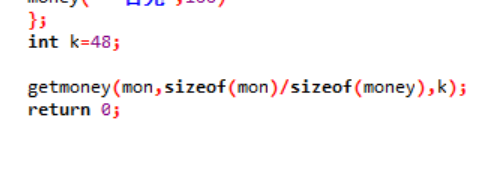 };
int k=48;
getmoney(mon,sizeof(mon)/sizeof(money),k);
return 0;